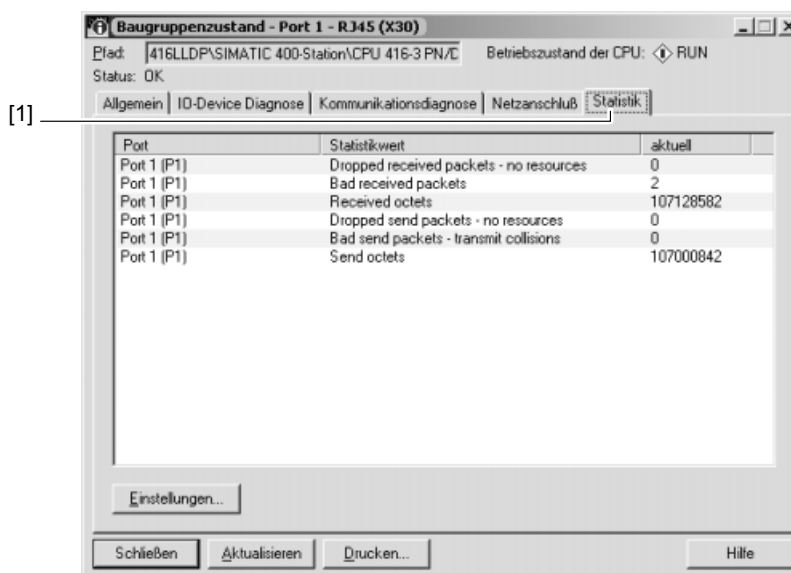 Baugruppenzustand - Port 1 - RJ45 (X30)
Pfad: 416LLDP\SIMATIC 400-Station\CPU 416-3 PN/D Betriebszustand der CPU: RUN
Status: OK
[1]
Allgemein IO-Device Diagnose Kommunikationsdiagnose Netzanschluß Statistik
Port Statistikwert aktuell
Port 1 (P1) Dropped received packets - no resources 0
Port 1 (P1) Bad received packets 2
Port 1 (P1) Received octets 107128582
Port 1 (P1) Dropped send packets - no resources 0
Port 1 (P1) Bad send packets - transmit collisions 0
Port 1 (P1) Send octets 107000842
Einstellungen...
Schließen Aktualisieren Drucken... Hilfe